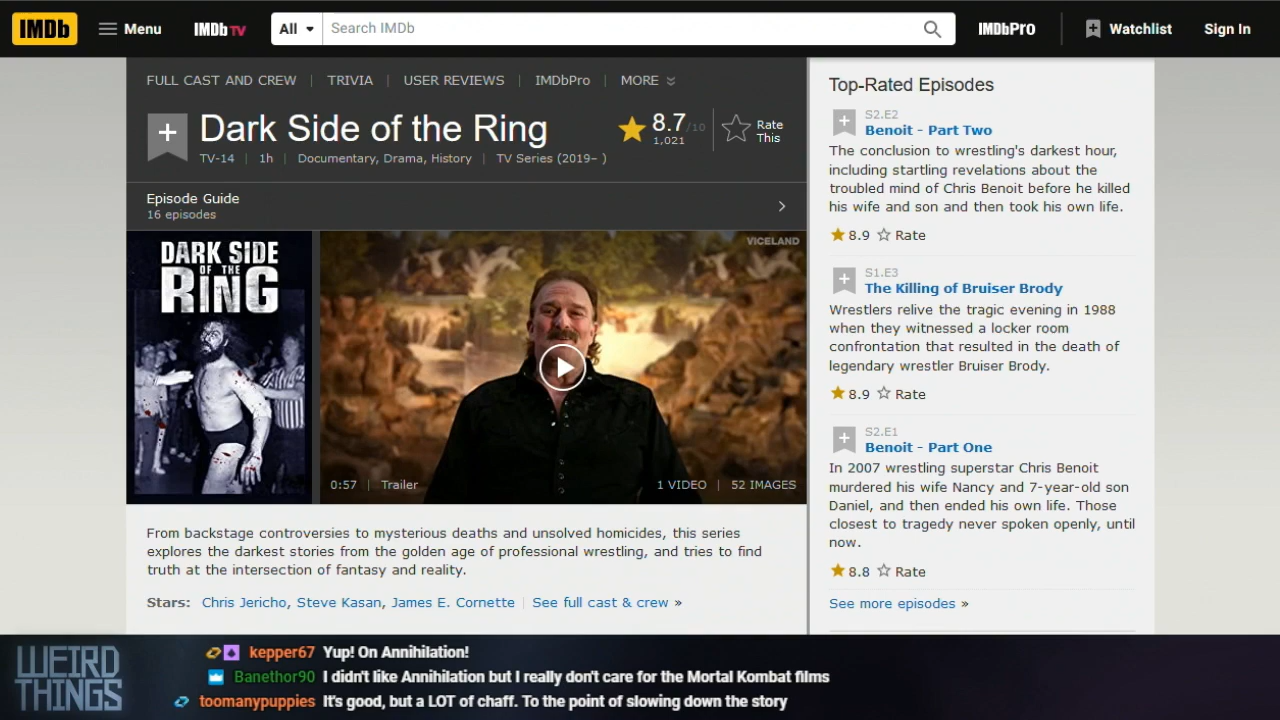 IMDb
Menu
IMDb TV
All
Search IMDb
IMDbPro
Watchlist
Sign In
FULL CAST AND CREW | TRIVIA | USER REVIEWS | IMDbPro | MORE
Dark Side of the Ring
8.7/10
1,021
Rate This
TV-14 | 1h | Documentary, Drama, History | TV Series (2019– )
Episode Guide
16 episodes
DARK SIDE
OF THE
RING
VICELAND
0:57 | Trailer
1 VIDEO | 52 IMAGES
From backstage controversies to mysterious deaths and unsolved homicides, this series
explores the darkest stories from the golden age of professional wrestling, and tries to find
truth at the intersection of fantasy and reality.
Stars: Chris Jericho, Steve Kasan, James E. Cornette | See full cast & crew »
Top-Rated Episodes
S2.E2
Benoit - Part Two
The conclusion to wrestling's darkest hour,
including startling revelations about the
troubled mind of Chris Benoit before he killed
his wife and son and then took his own life.
8.9 Rate
S1.E3
The Killing of Bruiser Brody
Wrestlers relive the tragic evening in 1988
when they witnessed a locker room
confrontation that resulted in the death of
legendary wrestler Bruiser Brody.
8.9 Rate
S2.E1
Benoit - Part One
In 2007 wrestling superstar Chris Benoit
murdered his wife Nancy and 7-year-old son
Daniel, and then ended his own life. Those
closest to tragedy never spoken openly, until
now.
8.8 Rate
See more episodes »
WEIRD
THINGS
kepper67 Yup! On Annihilation!
Banethor90 I didn't like Annihilation but I really don't care for the Mortal Kombat films
toomanypuppies It's good, but a LOT of chaff. To the point of slowing down the story